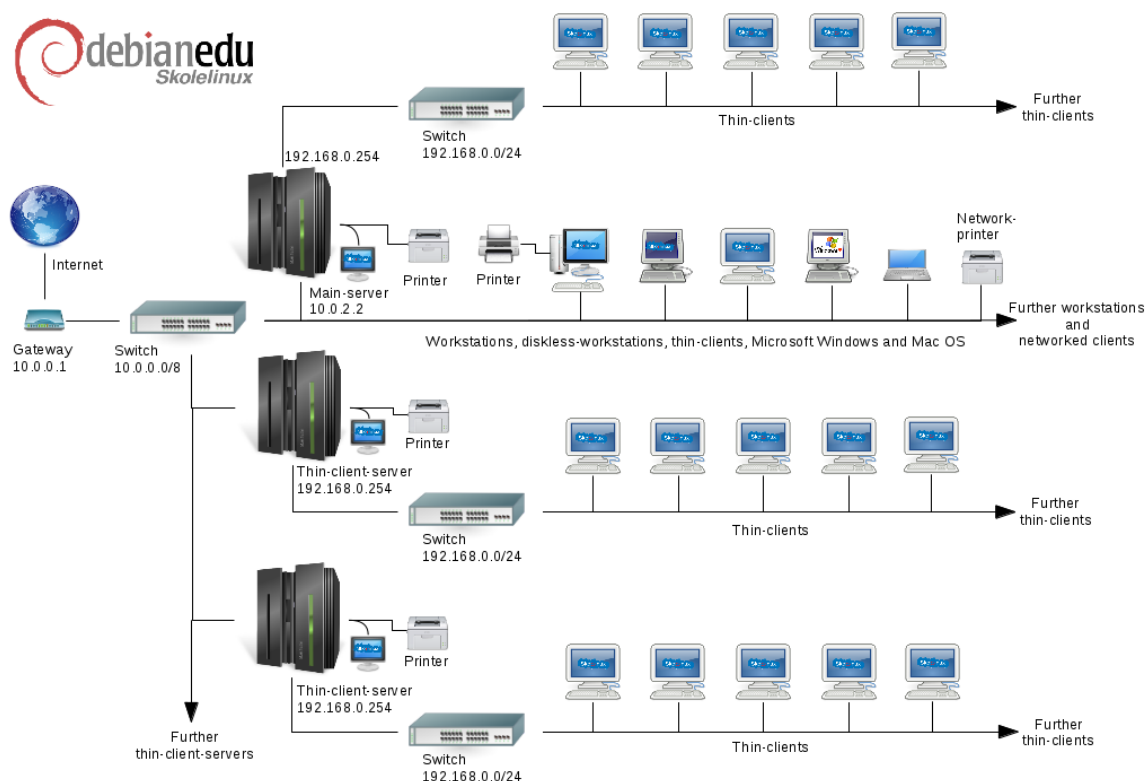 debianedu
Skolelinux
Switch
192.168.0.0/24
Thin-clients
Further
thin-clients
192.168.0.254
Internet
Main-server
10.0.2.2
Printer
Printer
Windows
Network-
printer
Gateway
10.0.0.1
Switch
10.0.0.0/8
Workstations, diskless-workstations, thin-clients, Microsoft Windows and Mac OS
Further workstations
and
networked clients
Printer
Thin-client-server
192.168.0.254
Switch
192.168.0.0/24
Thin-clients
Further
thin-clients
Printer
Thin-client-server
192.168.0.254
Switch
192.168.0.0/24
Thin-clients
Further
thin-clients
Further
thin-client-servers